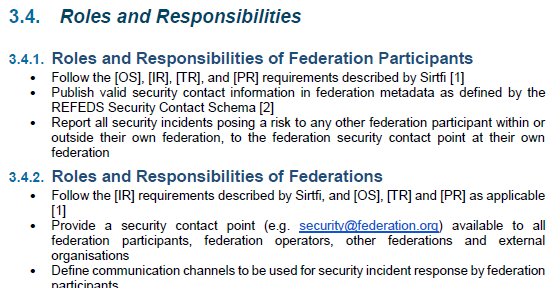 3.4. Roles and Responsibilities
3.4.1. Roles and Responsibilities of Federation Participants
• Follow the [OS], [IR], [TR], and [PR] requirements described by Sirtfi [1]
• Publish valid security contact information in federation metadata as defined by the
REFEDS Security Contact Schema [2]
• Report all security incidents posing a risk to any other federation participant within or
outside their own federation, to the federation security contact point at their own
federation
3.4.2. Roles and Responsibilities of Federations
• Follow the [IR] requirements described by Sirtfi, and [OS], [TR] and [PR] as applicable
[1]
• Provide a security contact point (e.g. security@federation.org) available to all
federation participants, federation operators, other federations and external
organisations
• Define communication channels to be used for security incident response by federation
participants